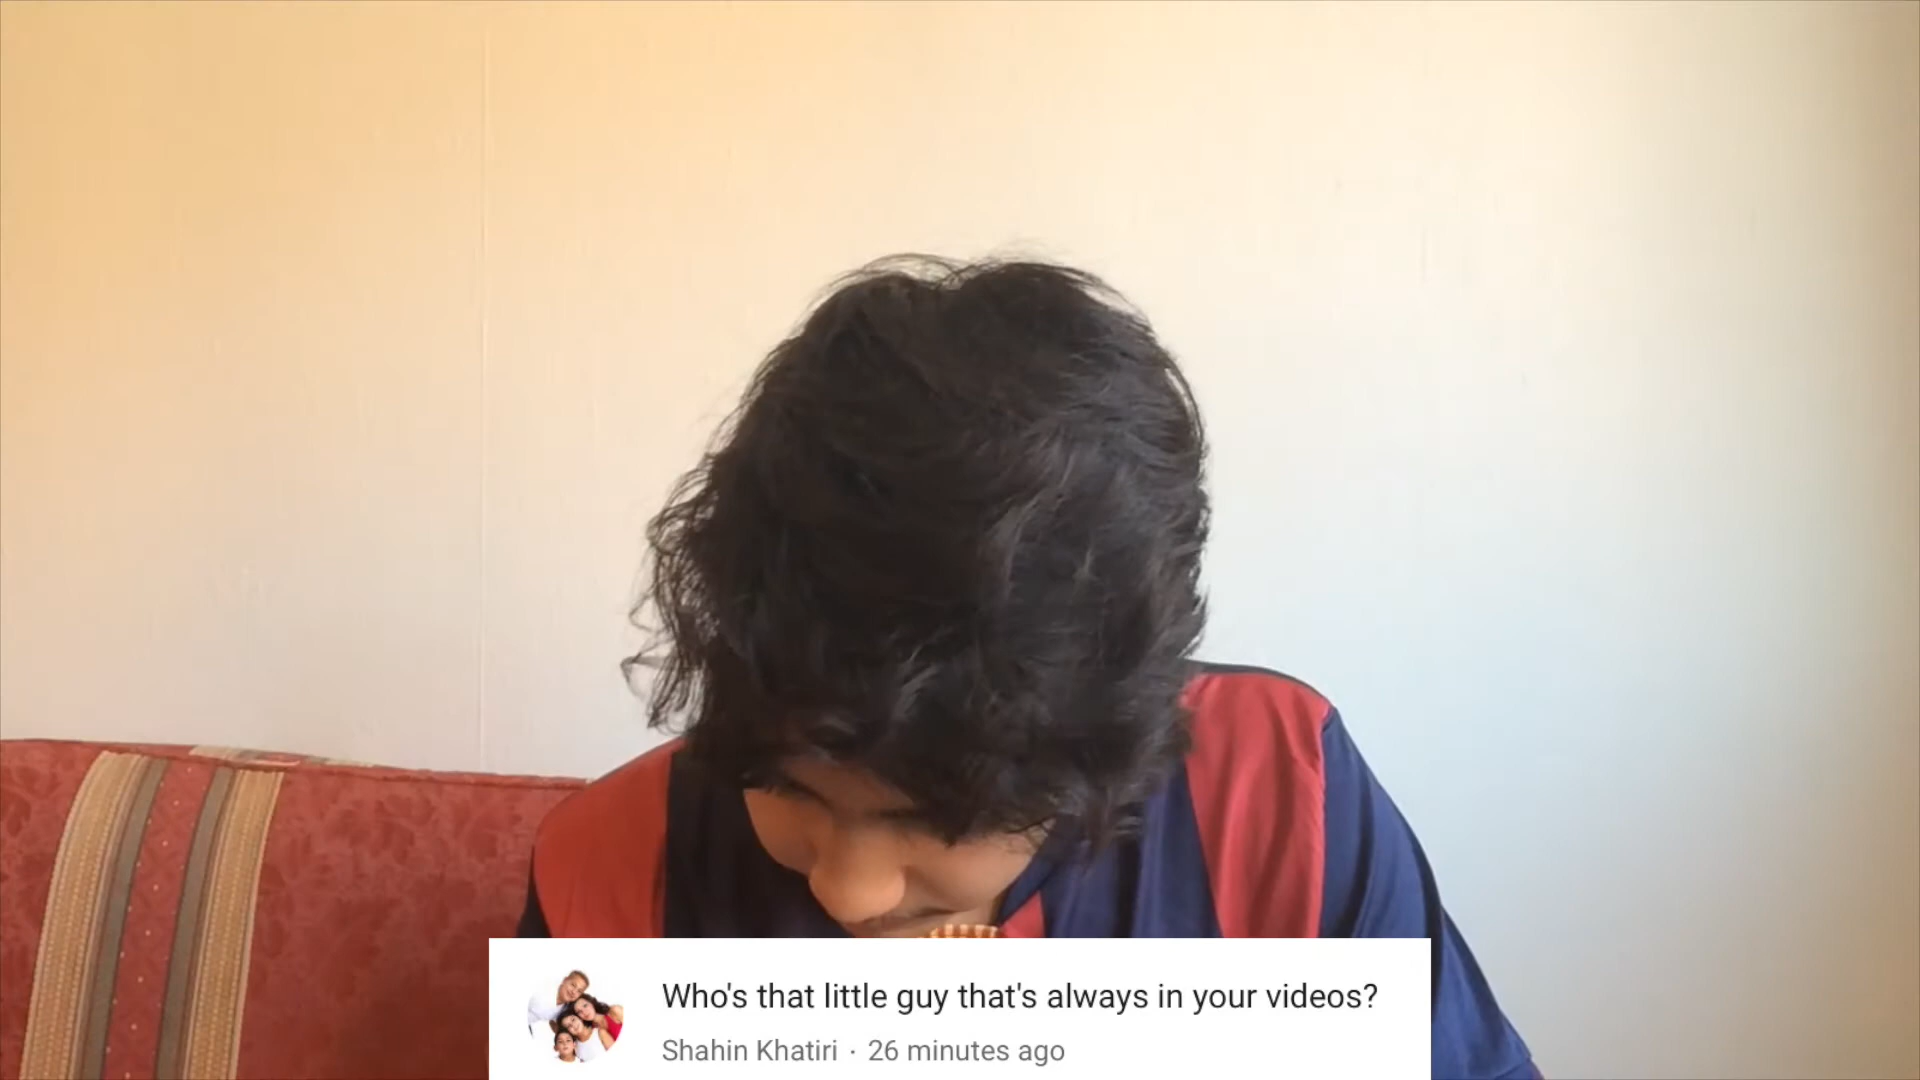 Who's that little guy that's always in your videos?
Shahin Khatiri · 26 minutes ago